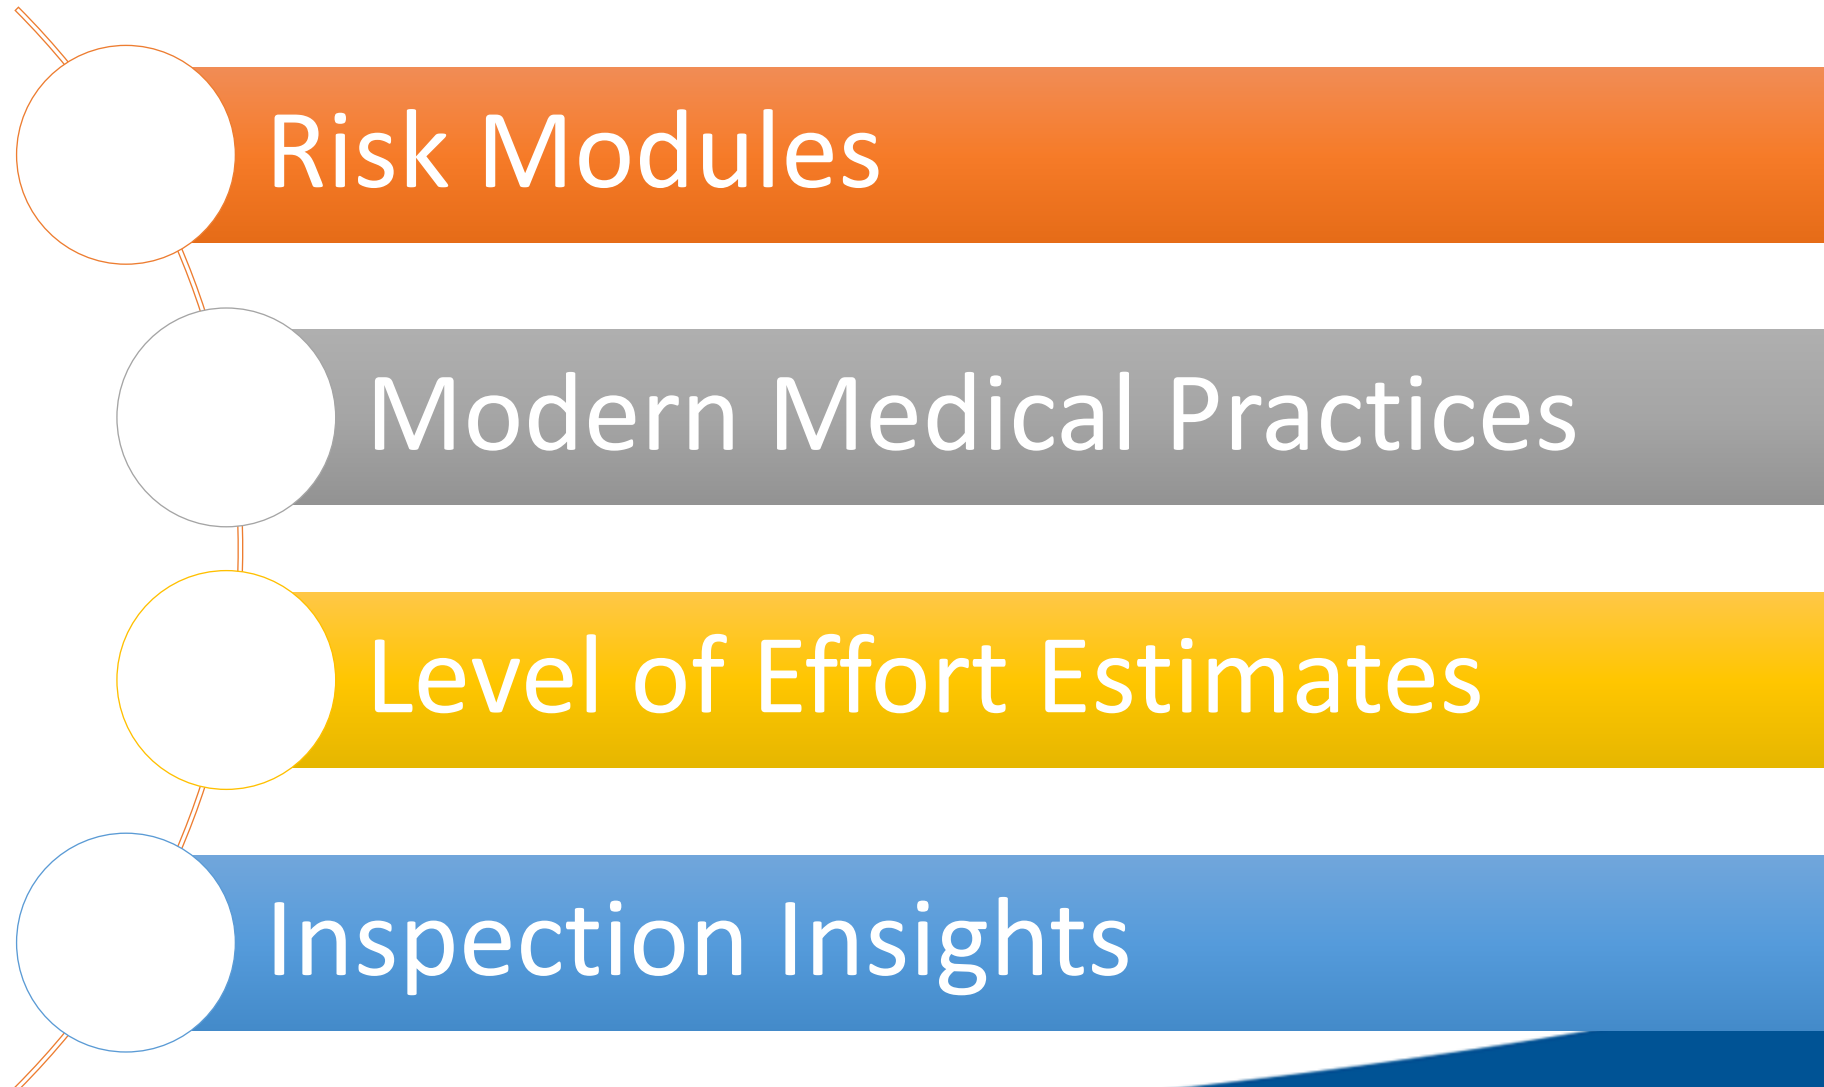 Risk Modules
Modern Medical Practices
Level of Effort Estimates
Inspection Insights